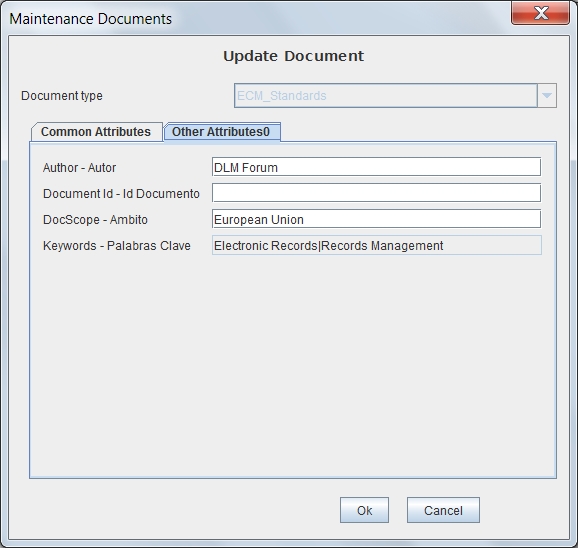 Maintenance Documents
Update Document
Document type ECM_Standards
Common Attributes Other Attributes0
Author - Autor DLM Forum
Document Id - Id Documento
DocScope - Ambito European Union
Keywords - Palabras Clave Electronic Records|Records Management
Ok Cancel